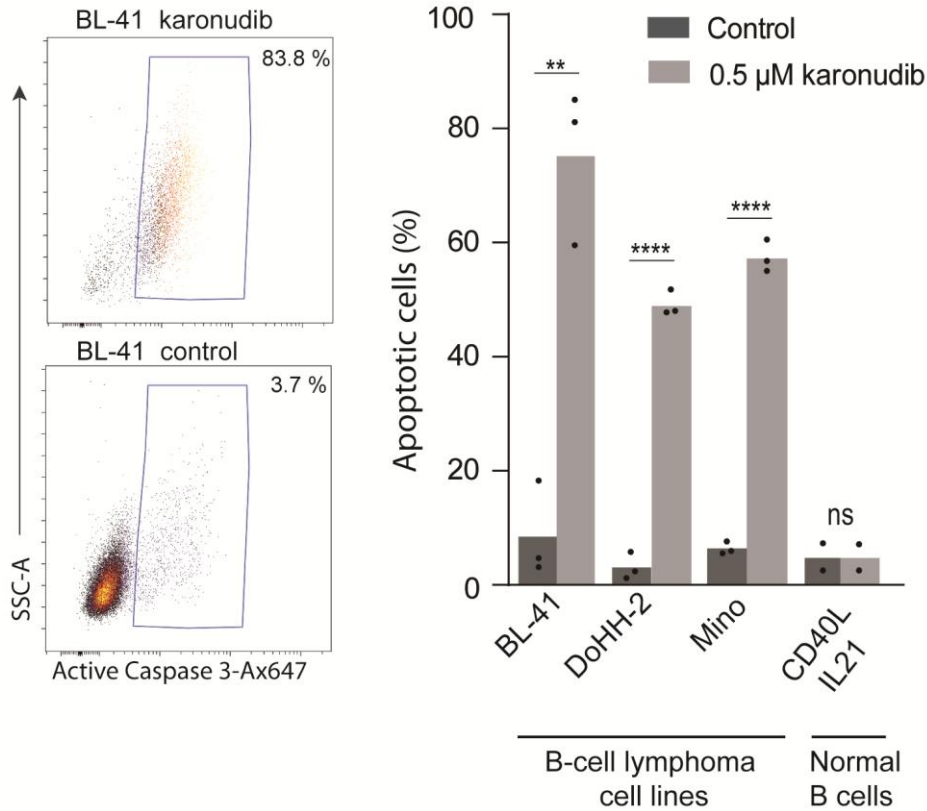 BL-41 karonudib
83.8 %
BL-41 control
3.7 %
SSC-A
Active Caspase 3-Ax647
Control
0.5 µM karonudib
Apoptotic cells (%)
100
80
60
40
20
0
**
****
****
ns
BL-41
DoHH-2
Mino
CD40L
IL21
B-cell lymphoma
cell lines
Normal
B cells